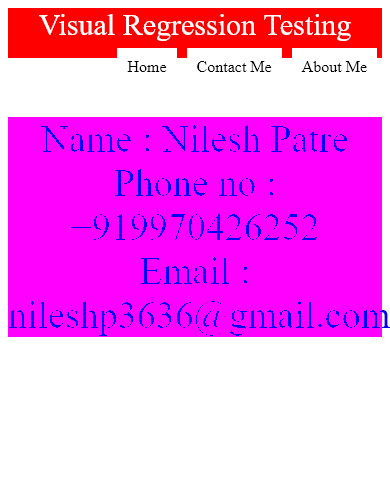 Visual Regression Testing
Home Contact Me About Me
Name : Nilesh Patre
Phone no :
+919970426252
Email :
nileshp3636@gmail.com